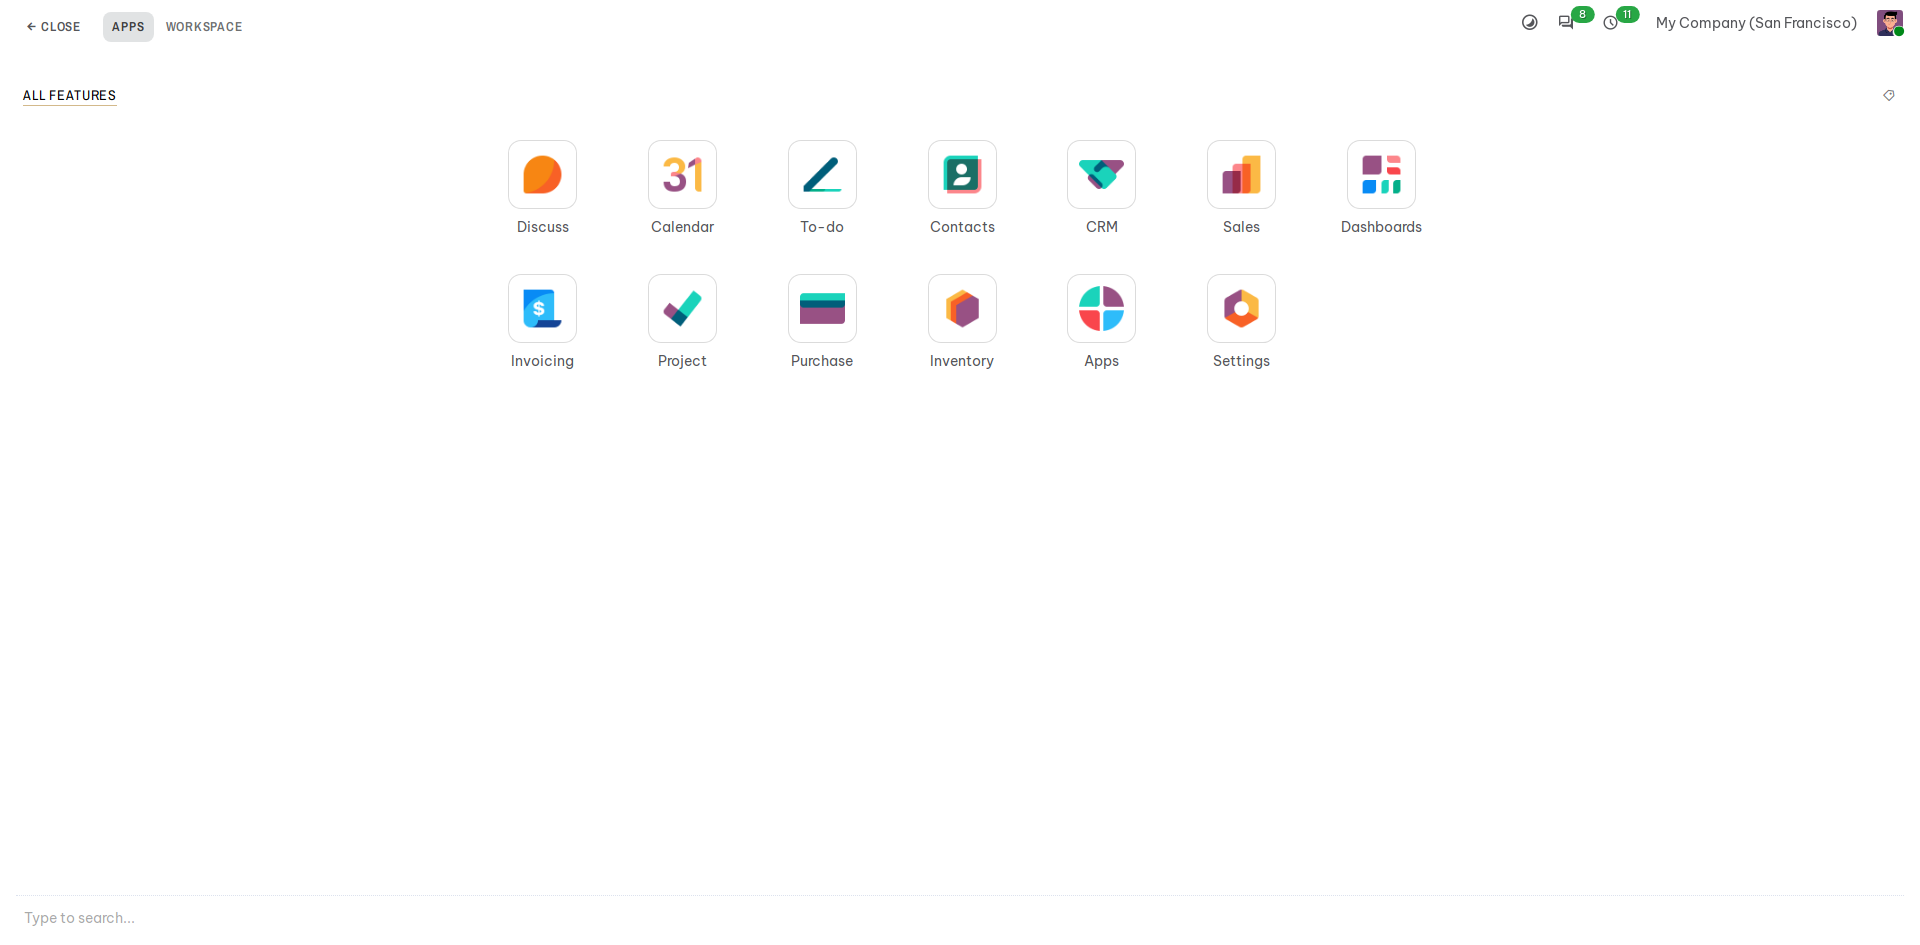 ← CLOSE APPS WORKSPACE 8 11 My Company (San Francisco)
ALL FEATURES
31
Discuss Calendar To-do Contacts CRM Sales Dashboards
$
Invoicing Project Purchase Inventory Apps Settings
Type to search...